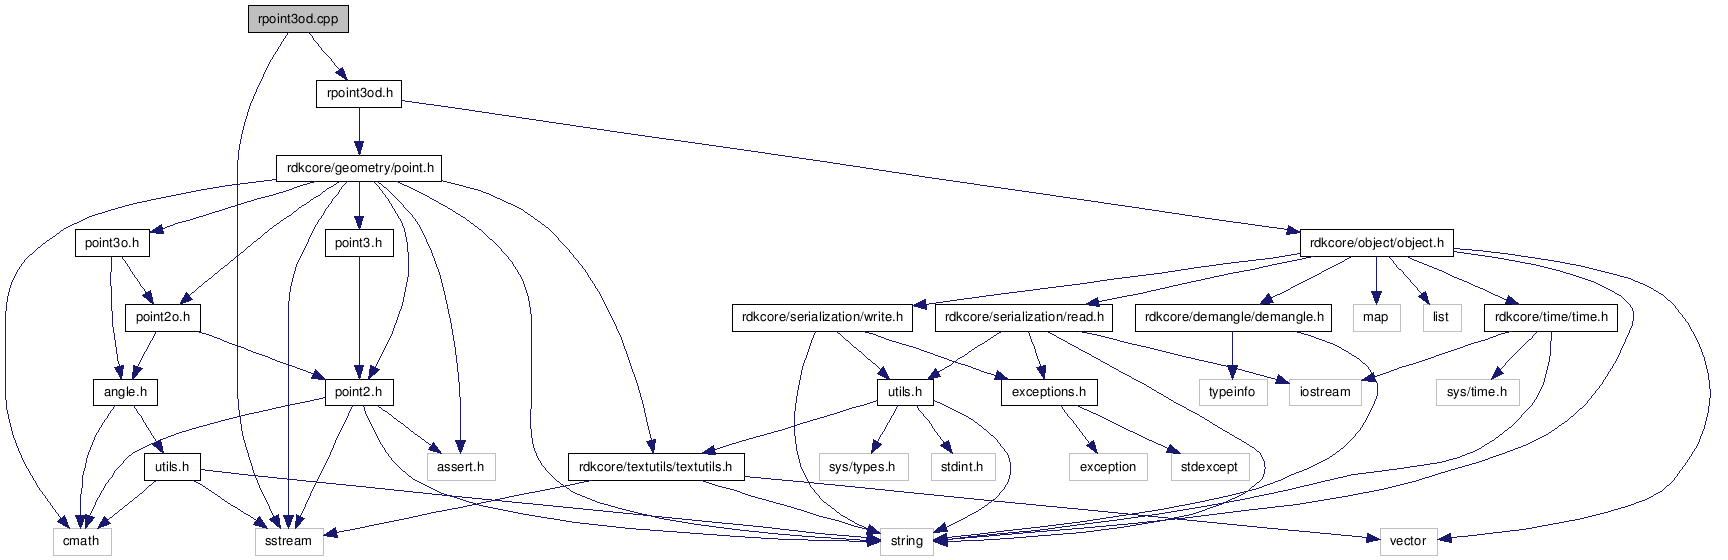 rpoint3od.cpp
rpoint3od.h
rdkcore/geometry/point.h
point3o.h
point3.h
rdkcore/object/object.h
point2o.h
rdkcore/serialization/write.h
rdkcore/serialization/read.h
rdkcore/demangle/demangle.h
map
list
rdkcore/time/time.h
angle.h
point2.h
utils.h
exceptions.h
typeinfo
iostream
sys/time.h
utils.h
assert.h
rdkcore/textutils/textutils.h
sys/types.h
stdint.h
exception
stdexcept
cmath
sstream
string
vector